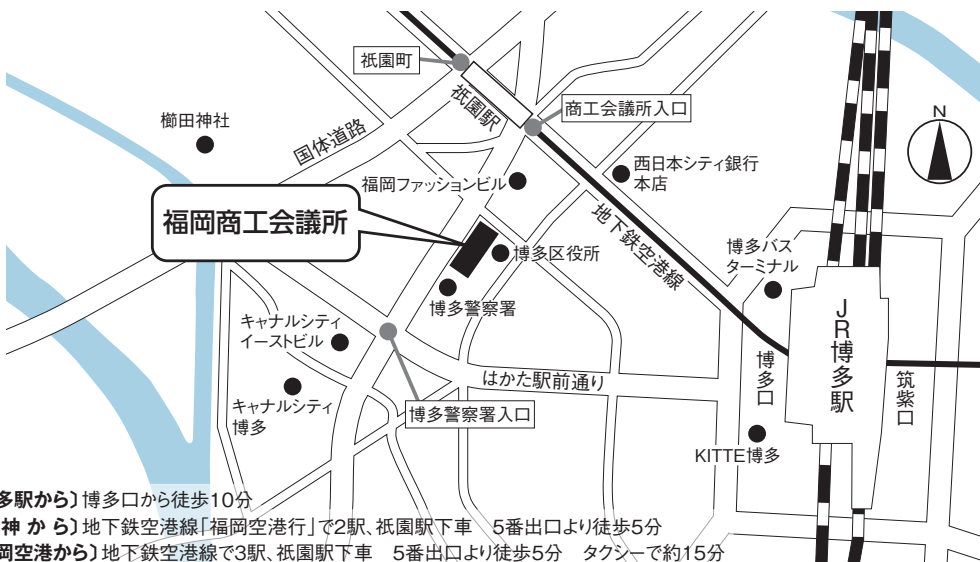 祇園町
祇園駅
商工会議所入口
櫛田神社
国体道路
西日本シティ銀行
本店
福岡ファッションビル
地下鉄空港線
福岡商工会議所
博多区役所
博多バス
ターミナル
博多警察署
キャナルシティ
イーストビル
JR博多駅
博多口
筑紫口
はかた駅前通り
キャナルシティ
博多
博多警察署入口
KITTE博多
N
多駅から〕博多口から徒歩10分
神 か ら〕地下鉄空港線「福岡空港行」で2駅、祇園駅下車　5番出口より徒歩5分
岡空港から〕地下鉄空港線で3駅、祇園駅下車　5番出口より徒歩5分　タクシーで約15分